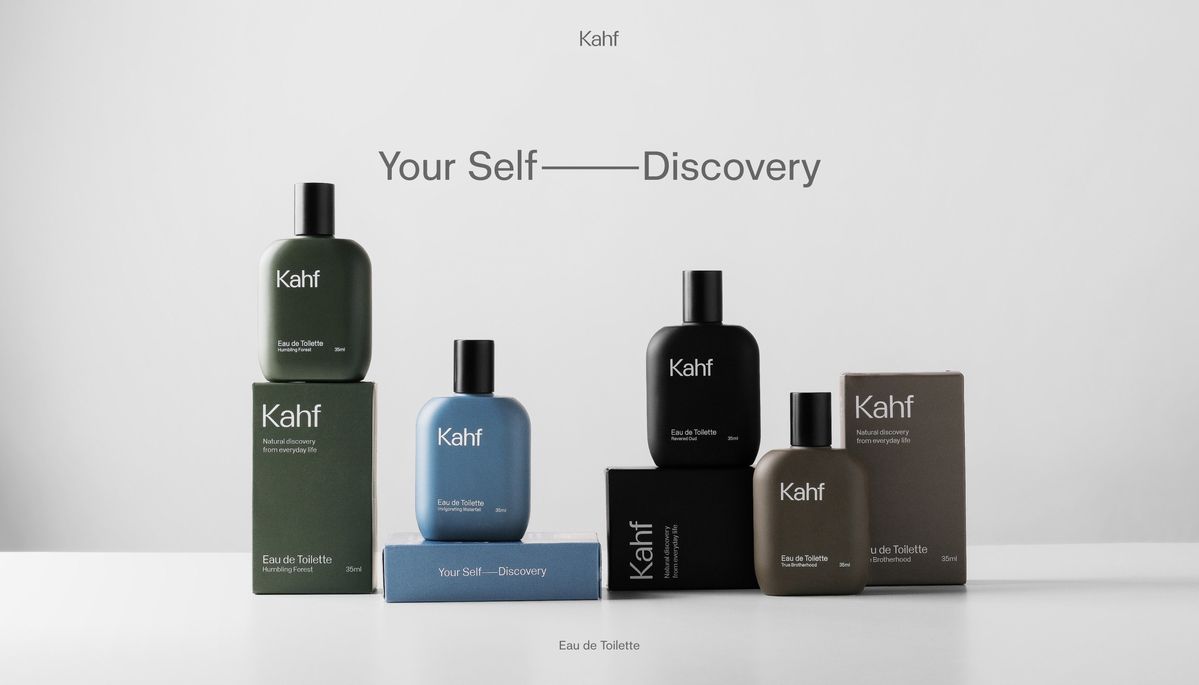 Kahf
Your Self——Discovery
Kahf
Eau de Toilette
Humbling Forest 35ml
Kahf
Natural discovery
from everyday life
Eau de Toilette
Humbling Forest 35ml
Kahf
Eau de Toilette
Invigorating Waterfall 35ml
Your Self——Discovery
Kahf
Eau de Toilette
Revered Oud 35ml
Kahf
Natural discovery
from everyday life
Kahf
Eau de Toilette
True Brotherhood 35ml
Kahf
Natural discovery
from everyday life
u de Toilette
Brotherhood 35ml
Eau de Toilette